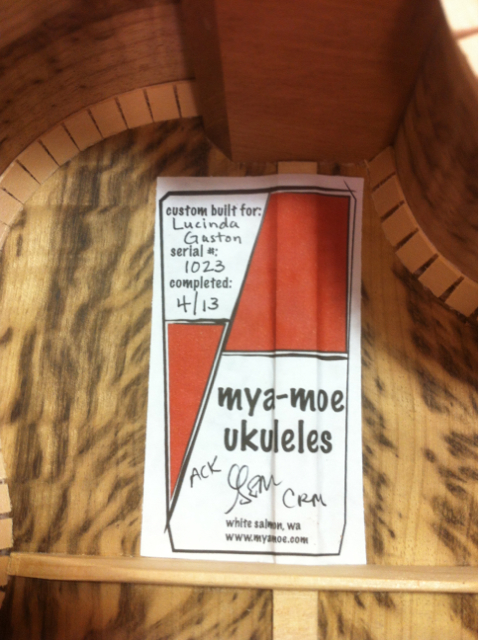 custom built for:
Lucinda
Gaston
serial #:
1023
completed:
4/13
mya-moe
ukuleles
ACK
CRM
white salmon, wa
www.myamoe.com